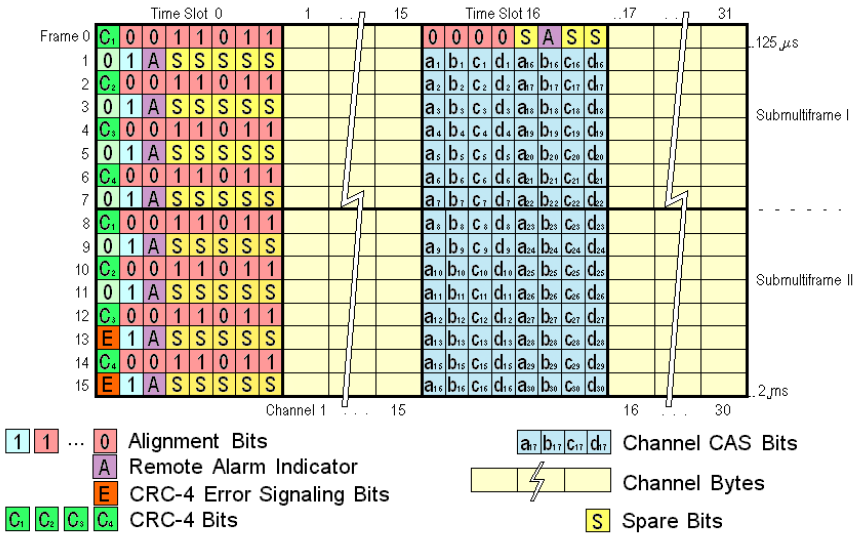 Time Slot 0 1 ... 15 Time Slot 16 ..17 ... 31
Frame 0 C₁ 0 0 1 1 0 1 1 0 0 0 0 S A S S ..125 µs
1 0 1 A S S S S S a₁ b₁ c₁ d₁ a₁₆ b₁₆ c₁₆ d₁₆
2 C₂ 0 0 1 1 0 1 1 a₂ b₂ c₂ d₂ a₁₇ b₁₇ c₁₇ d₁₇
3 0 1 A S S S S S a₃ b₃ c₃ d₃ a₁₈ b₁₈ c₁₈ d₁₈
Submultiframe I
4 C₃ 0 0 1 1 0 1 1 a₄ b₄ c₄ d₄ a₁₉ b₁₉ c₁₉ d₁₉
5 0 1 A S S S S S a₅ b₅ c₅ d₅ a₂₀ b₂₀ c₂₀ d₂₀
6 C₄ 0 0 1 1 0 1 1 a₆ b₆ c₆ d₆ a₂₁ b₂₁ c₂₁ d₂₁
7 0 1 A S S S S S a₇ b₇ c₇ d₇ a₂₂ b₂₂ c₂₂ d₂₂
8 C₁ 0 0 1 1 0 1 1 a₈ b₈ c₈ d₈ a₂₃ b₂₃ c₂₃ d₂₃
9 0 1 A S S S S S a₉ b₉ c₉ d₉ a₂₄ b₂₄ c₂₄ d₂₄
10 C₂ 0 0 1 1 0 1 1 a₁₀ b₁₀ c₁₀ d₁₀ a₂₅ b₂₅ c₂₅ d₂₅
Submultiframe II
11 0 1 A S S S S S a₁₁ b₁₁ c₁₁ d₁₁ a₂₆ b₂₆ c₂₆ d₂₆
12 C₃ 0 0 1 1 0 1 1 a₁₂ b₁₂ c₁₂ d₁₂ a₂₇ b₂₇ c₂₇ d₂₇
13 E 1 A S S S S S a₁₃ b₁₃ c₁₃ d₁₃ a₂₈ b₂₈ c₂₈ d₂₈
14 C₄ 0 0 1 1 0 1 1 a₁₅ b₁₅ c₁₅ d₁₅ a₂₉ b₂₉ c₂₉ d₂₉
15 E 1 A S S S S S a₁₆ b₁₆ c₁₆ d₁₆ a₃₀ b₃₀ c₃₀ d₃₀ ..2 ms
Channel 1 ... 15 16 ... 30
1 1 ... 0 Alignment Bits
A Remote Alarm Indicator
E CRC-4 Error Signaling Bits
C₁ C₂ C₃ C₄ CRC-4 Bits
a₁₇ b₁₇ c₁₇ d₁₇ Channel CAS Bits
Channel Bytes
S Spare Bits